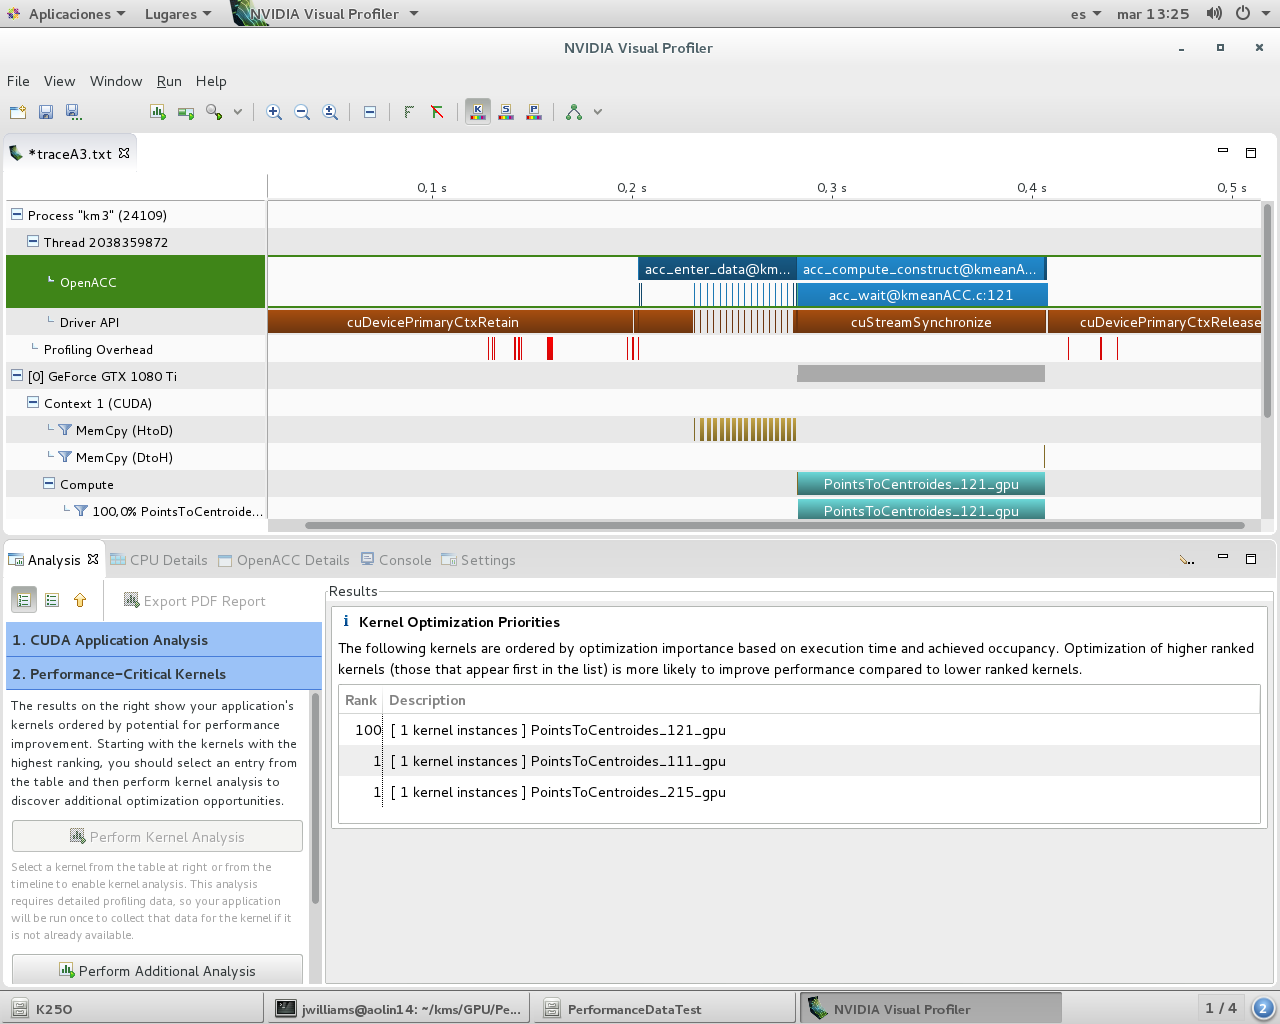 Aplicaciones Lugares NVIDIA Visual Profiler es mar 13:25
NVIDIA Visual Profiler
File View Window Run Help
K S P
*traceA3.txt
0,1 s 0,2 s 0,3 s 0,4 s 0,5 s
Process "km3" (24109)
Thread 2038359872
OpenACC
acc_enter_data@km... acc_compute_construct@kmeanA...
acc_wait@kmeanACC.c:121
Driver API cuDevicePrimaryCtxRetain cuStreamSynchronize cuDevicePrimaryCtxRelease
Profiling Overhead
[0] GeForce GTX 1080 Ti
Context 1 (CUDA)
MemCpy (HtoD)
MemCpy (DtoH)
Compute PointsToCentroides_121_gpu
100,0% PointsToCentroide... PointsToCentroides_121_gpu
Analysis CPU Details OpenACC Details Console Settings
Export PDF Report
1. CUDA Application Analysis
2. Performance-Critical Kernels
The results on the right show your application's
kernels ordered by potential for performance
improvement. Starting with the kernels with the
highest ranking, you should select an entry from
the table and then perform kernel analysis to
discover additional optimization opportunities.
Perform Kernel Analysis
Select a kernel from the table at right or from the
timeline to enable kernel analysis. This analysis
requires detailed profiling data, so your application
will be run once to collect that data for the kernel if it
is not already available.
Perform Additional Analysis
Results
i Kernel Optimization Priorities
The following kernels are ordered by optimization importance based on execution time and achieved occupancy. Optimization of higher ranked
kernels (those that appear first in the list) is more likely to improve performance compared to lower ranked kernels.
Rank Description
100 [ 1 kernel instances ] PointsToCentroides_121_gpu
1 [ 1 kernel instances ] PointsToCentroides_111_gpu
1 [ 1 kernel instances ] PointsToCentroides_215_gpu
K250 jwilliams@aolin14: ~/kms/GPU/Pe... PerformanceDataTest NVIDIA Visual Profiler 1 / 4 2